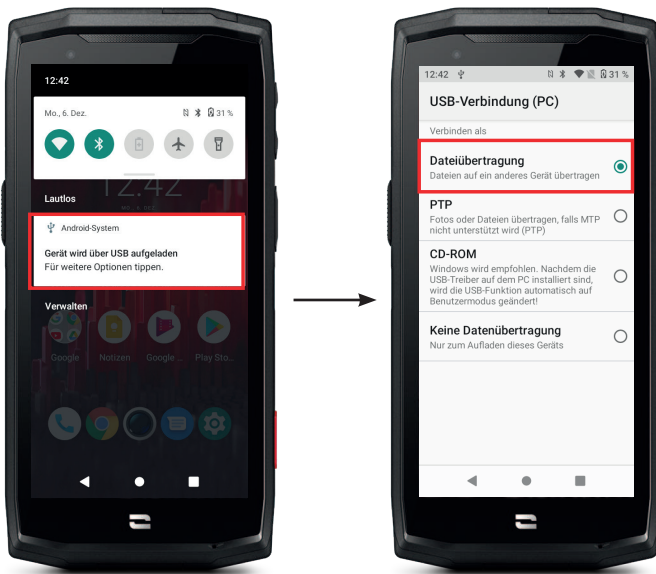 12:42
Mo., 6. Dez.
31 %
Lautlos
12.42
Android-System
Gerät wird über USB aufgeladen
Für weitere Optionen tippen.
Verwalten
Google
Notizen
Google ...
Play Sto...
12:42
31 %
USB-Verbindung (PC)
Verbinden als
Dateiübertragung
Dateien auf ein anderes Gerät übertragen
PTP
Fotos oder Dateien übertragen, falls MTP
nicht unterstützt wird (PTP)
CD-ROM
Windows wird empfohlen. Nachdem die
USB-Treiber auf dem PC installiert sind,
wird die USB-Funktion automatisch auf
Benutzermodus geändert!
Keine Datenübertragung
Nur zum Aufladen dieses Geräts